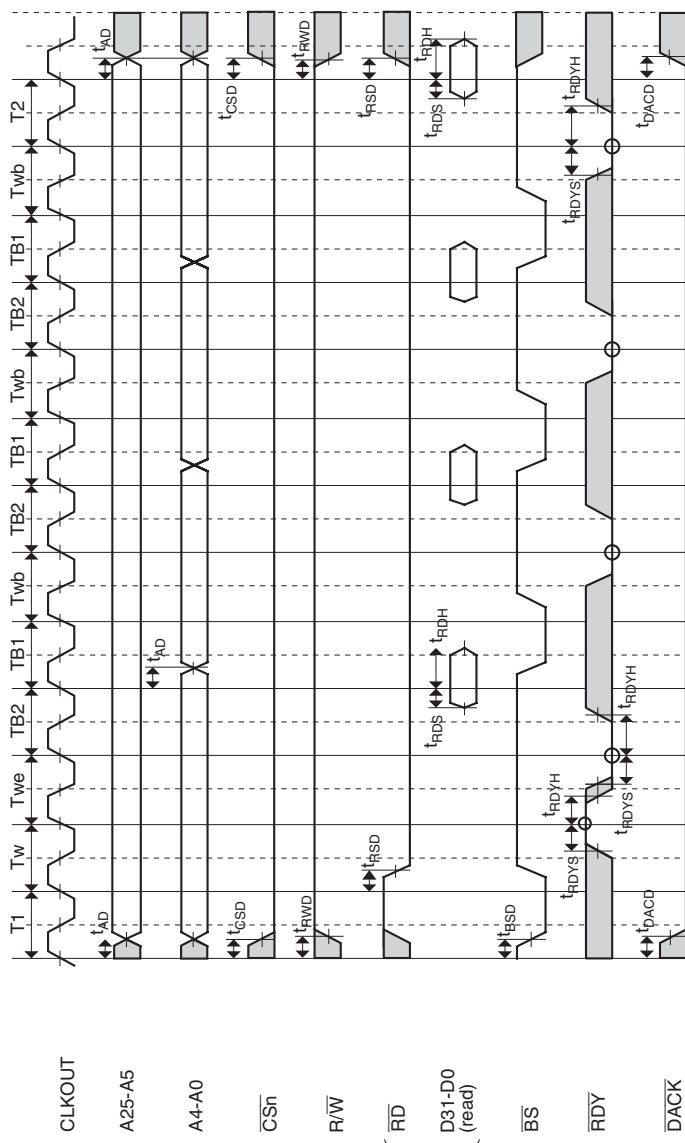 T1 Tw Twe TB2 TB1 Twb TB2 TB1 Twb TB2 TB1 Twb T2
CLKOUT
tAD tAD
A25-A5
tAD
A4-A0
tCSD tCSD
CSn
tRWD tRWD
R/W
tRSD tRSD
RD
tRDS tRDH tRDS tRDH
D31-D0
(read)
tBSD
BS
tRDYS tRDYH tRDYS tRDYH tRDYS tRDYH
RDY
tDACD tDACD
DACK